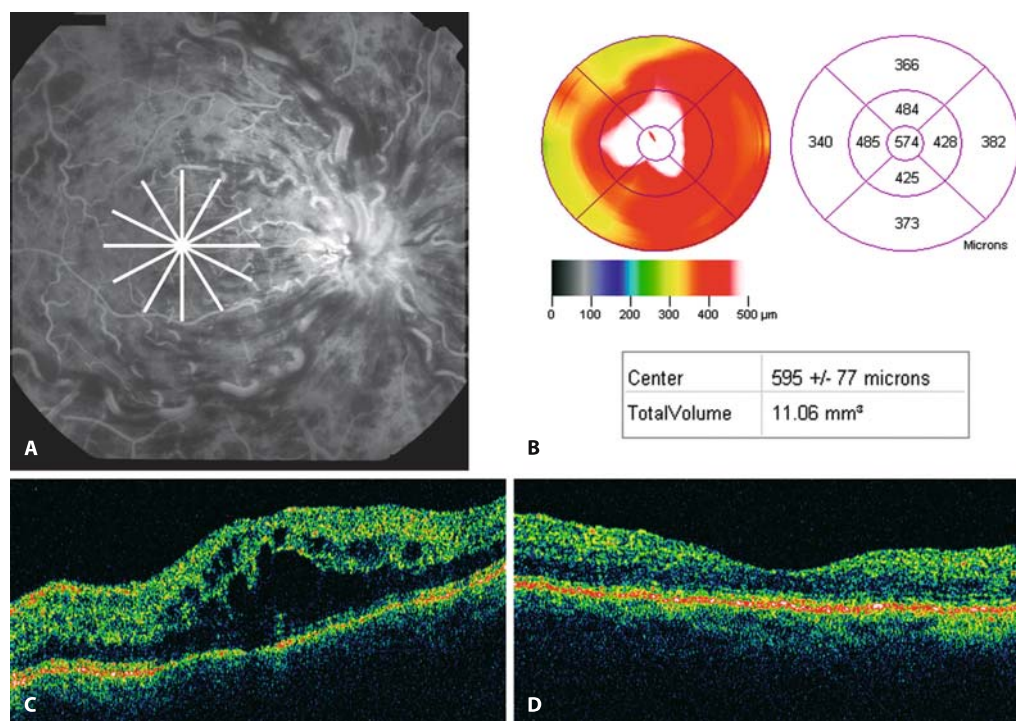 366
484
340 485 574 428 382
425
373
Microns
0 100 200 300 400 500 µm
Center 595 +/- 77 microns
TotalVolume 11.06 mm³
A
B
C
D